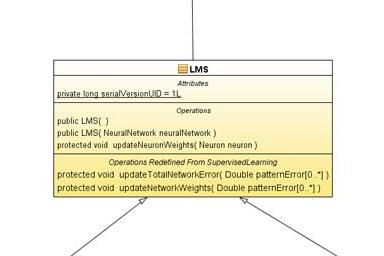 LMS
Attributes
private long serialVersionUID = 1L
Operations
public LMS( )
public LMS( NeuralNetwork neuralNetwork )
protected void updateNeuronWeights( Neuron neuron )
Operations Redefined From SupervisedLearning
protected void updateTotalNetworkError( Double patternError[0..*] )
protected void updateNetworkWeights( Double patternError[0..*] )